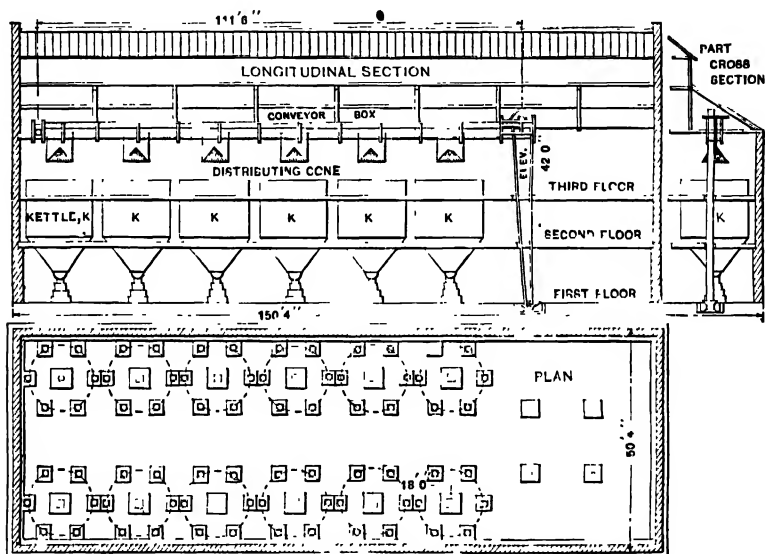 111'6"
PART
CROSS
SECTION
LONGITUDINAL SECTION
CONVEYOR BOX
ELEV.
42'0"
DISTRIBUTING CONE
THIRD FLOOR
KETTLE, K
K
K
K
K
K
K
SECOND FLOOR
FIRST FLOOR
150'4"
PLAN
50'4"
18'0"